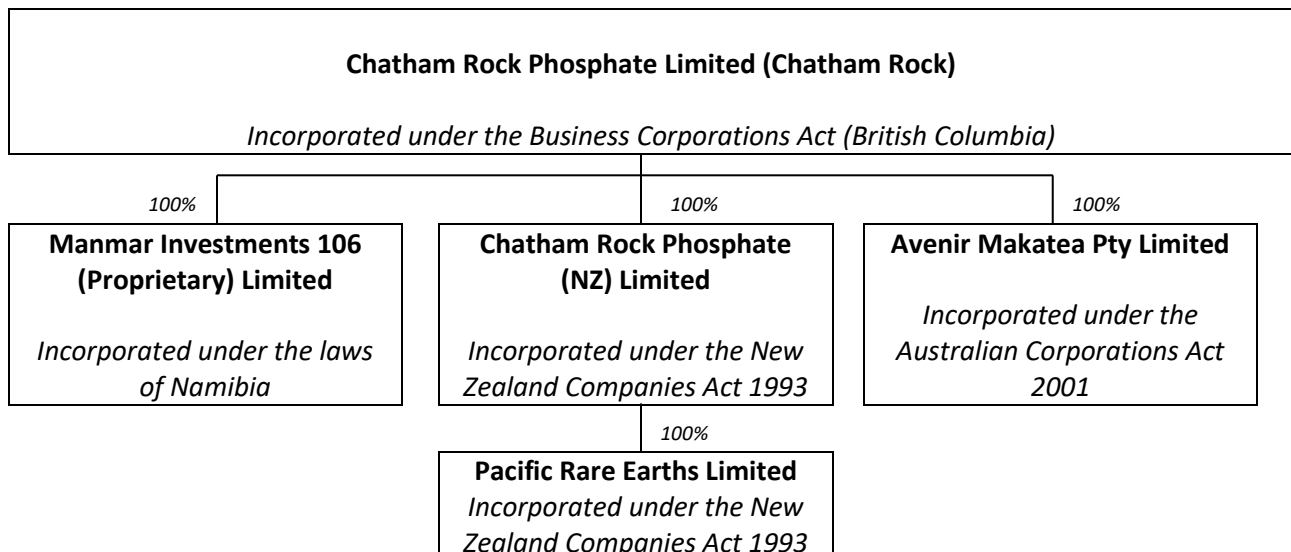 Chatham Rock Phosphate Limited (Chatham Rock)
Incorporated under the Business Corporations Act (British Columbia)
100%
100%
100%
Manmar Investments 106
(Proprietary) Limited
Incorporated under the laws
of Namibia
Chatham Rock Phosphate
(NZ) Limited
Incorporated under the New
Zealand Companies Act 1993
Avenir Makatea Pty Limited
Incorporated under the
Australian Corporations Act
2001
100%
Pacific Rare Earths Limited
Incorporated under the New
Zealand Companies Act 1993